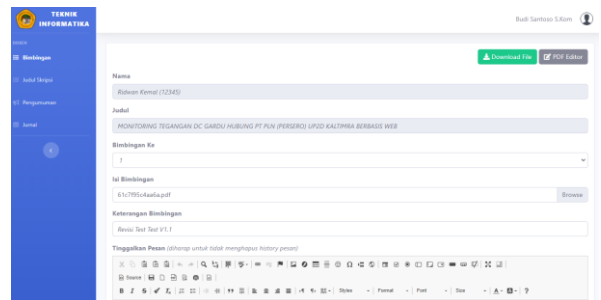 TEKNIK
INFORMATIKA
Budi Santoso S.Kom
Bimbingan
Judul Skripsi
Pengumuman
Jurnal
Download File
PDF Editor
Nama
Ridwan Kemal (12345)
Judul
MONITORING TEGANGAN DC GARDU HUBUNG PT PLN (PERSERO) UP2D KALTIMRA BERBASIS WEB
Bimbingan Ke
1
Isi Bimbingan
61c7f95c4aa6a.pdf Browse
Keterangan Bimbingan
Revisi Test Test V1.1
Tinggalkan Pesan (diharap untuk tidak menghapus history pesan)
Source
B I S
Styles Format Font Size A ?